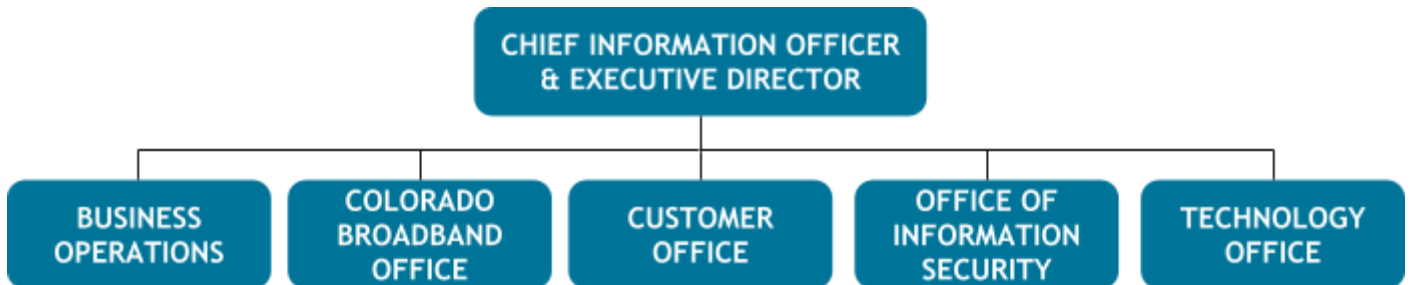 CHIEF INFORMATION OFFICER
& EXECUTIVE DIRECTOR
BUSINESS
OPERATIONS
COLORADO
BROADBAND
OFFICE
CUSTOMER
OFFICE
OFFICE OF
INFORMATION
SECURITY
TECHNOLOGY
OFFICE